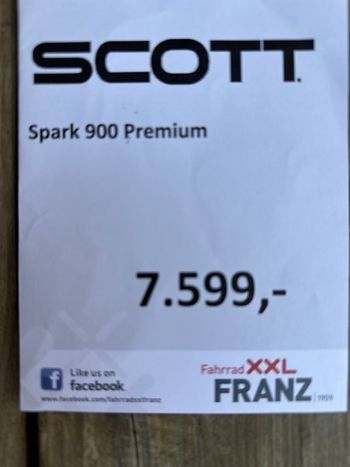 SCOTT
Spark 900 Premium
7.599,-
Like us on
facebook
www.facebook.com/fahrradxxlfranz
Fahrrad XXL
FRANZ 1909